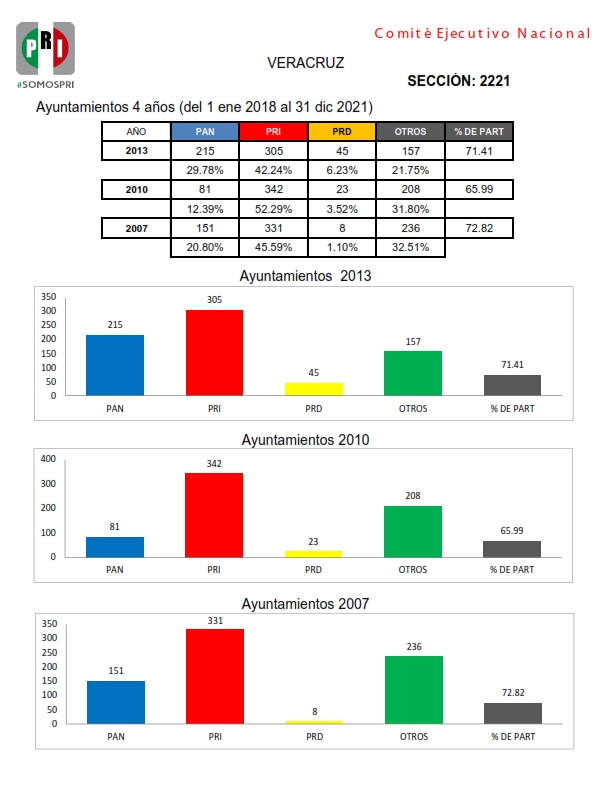 Comité Ejecutivo Nacional
PRI
#SOMOSPRI
VERACRUZ
SECCIÓN: 2221
Ayuntamientos 4 años (del 1 ene 2018 al 31 dic 2021)
AÑO PAN PRI PRD OTROS % DE PART
2013 215 305 45 157 71.41
29.78% 42.24% 6.23% 21.75%
2010 81 342 23 208 65.99
12.39% 52.29% 3.52% 31.80%
2007 151 331 8 236 72.82
20.80% 45.59% 1.10% 32.51%
Ayuntamientos 2013
350
300
250
200
150
100
50
0
215 305 45 157 71.41
PAN PRI PRD OTROS % DE PART
Ayuntamientos 2010
400
300
200
100
0
81 342 23 208 65.99
PAN PRI PRD OTROS % DE PART
Ayuntamientos 2007
350
300
250
200
150
100
50
0
151 331 8 236 72.82
PAN PRI PRD OTROS % DE PART